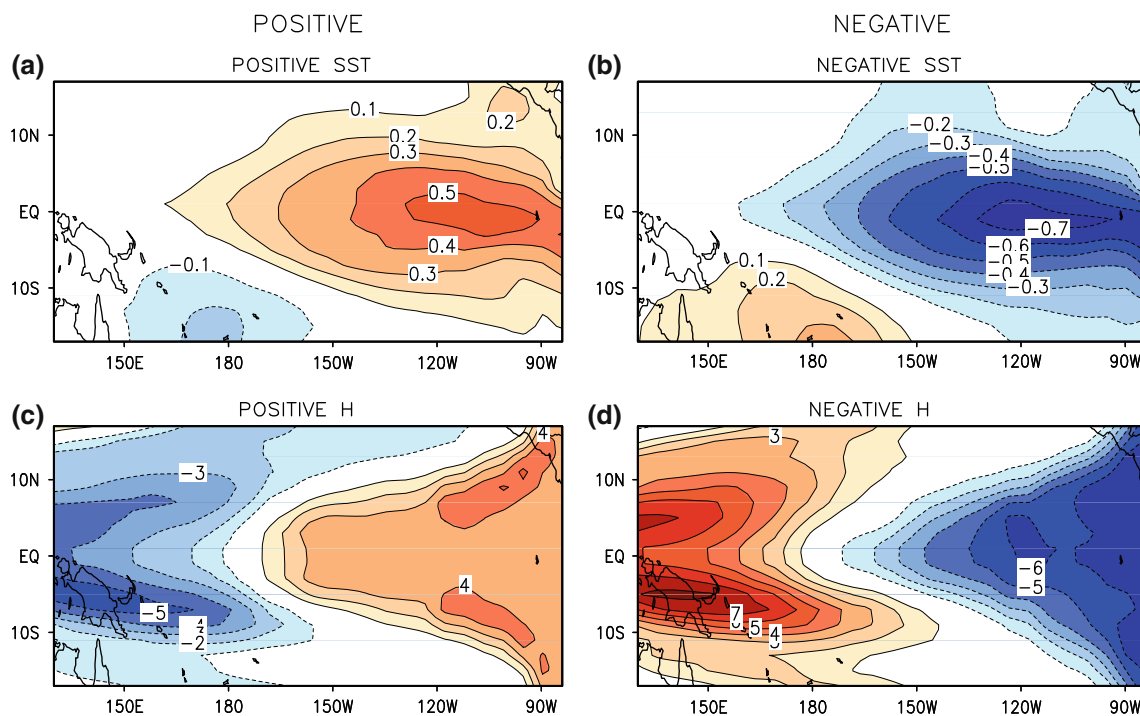 POSITIVE NEGATIVE
(a) POSITIVE SST (b) NEGATIVE SST
10N EQ 10S
0.1 0.2 0.2 0.3 0.5 0.4 0.3 -0.1
150E 180 150W 120W 90W
10N EQ 10S
-0.2 -0.3 -0.4 -0.5 -0.7 -0.6 -0.5 -0.4 -0.3 0.1 0.2
150E 180 150W 120W 90W
(c) POSITIVE H (d) NEGATIVE H
10N EQ 10S
4 -3 4 -5 -4 -3 -2
150E 180 150W 120W 90W
10N EQ 10S
3 -6 -5 7 5 4
150E 180 150W 120W 90W